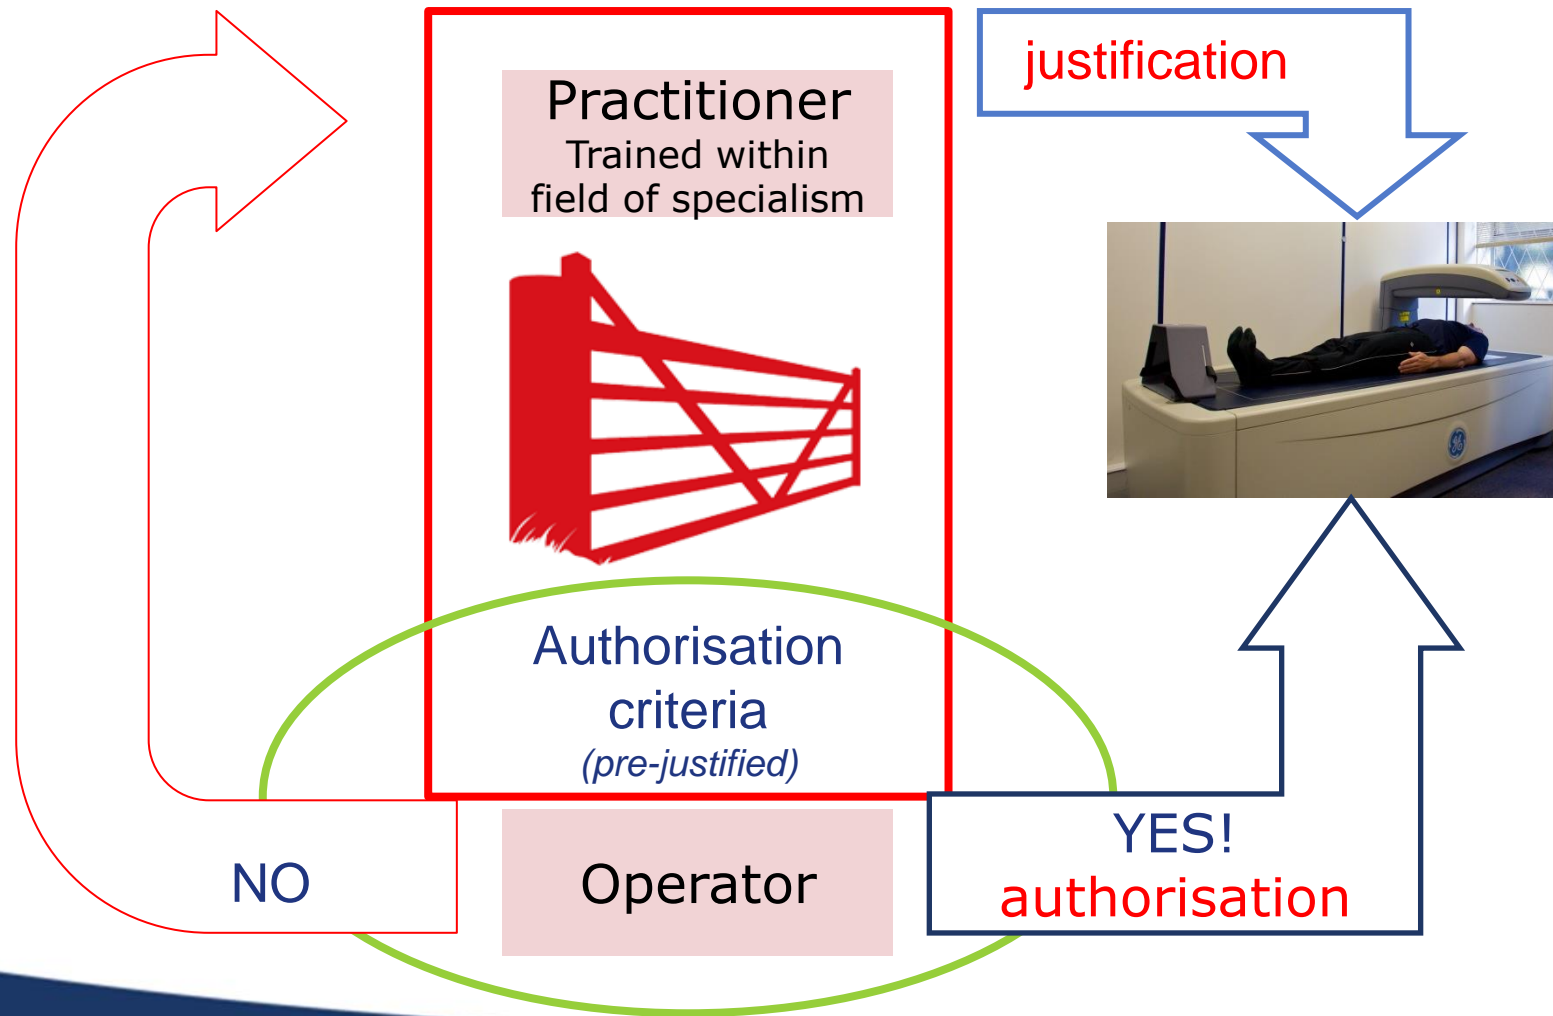 Practitioner
Trained within
field of specialism
justification
Authorisation
criteria
(pre-justified)
NO
Operator
YES!
authorisation